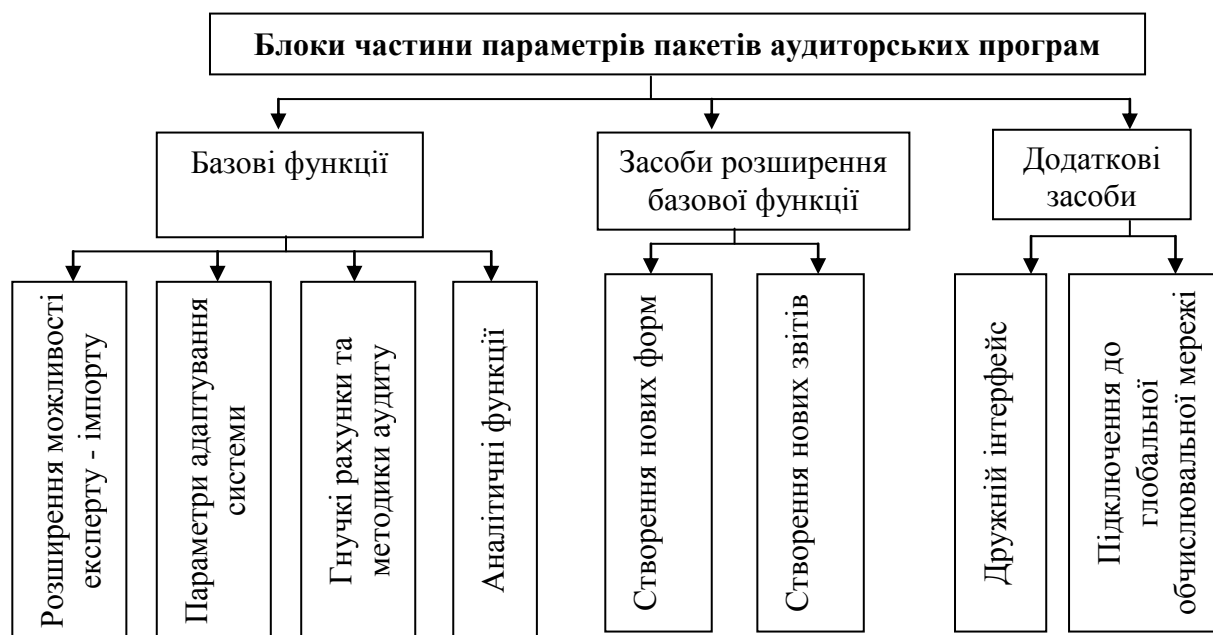 Блоки частини параметрів пакетів аудиторських програм
Базові функції
Засоби розширення
базової функції
Додаткові
засоби
Розширення можливості
експерту - імпорту
Параметри адаптування
системи
Гнучкі рахунки та
методики аудиту
Аналітичні функції
Створення нових форм
Створення нових звітів
Дружній інтерфейс
Підключення до
глобальної
обчислювальної мережі